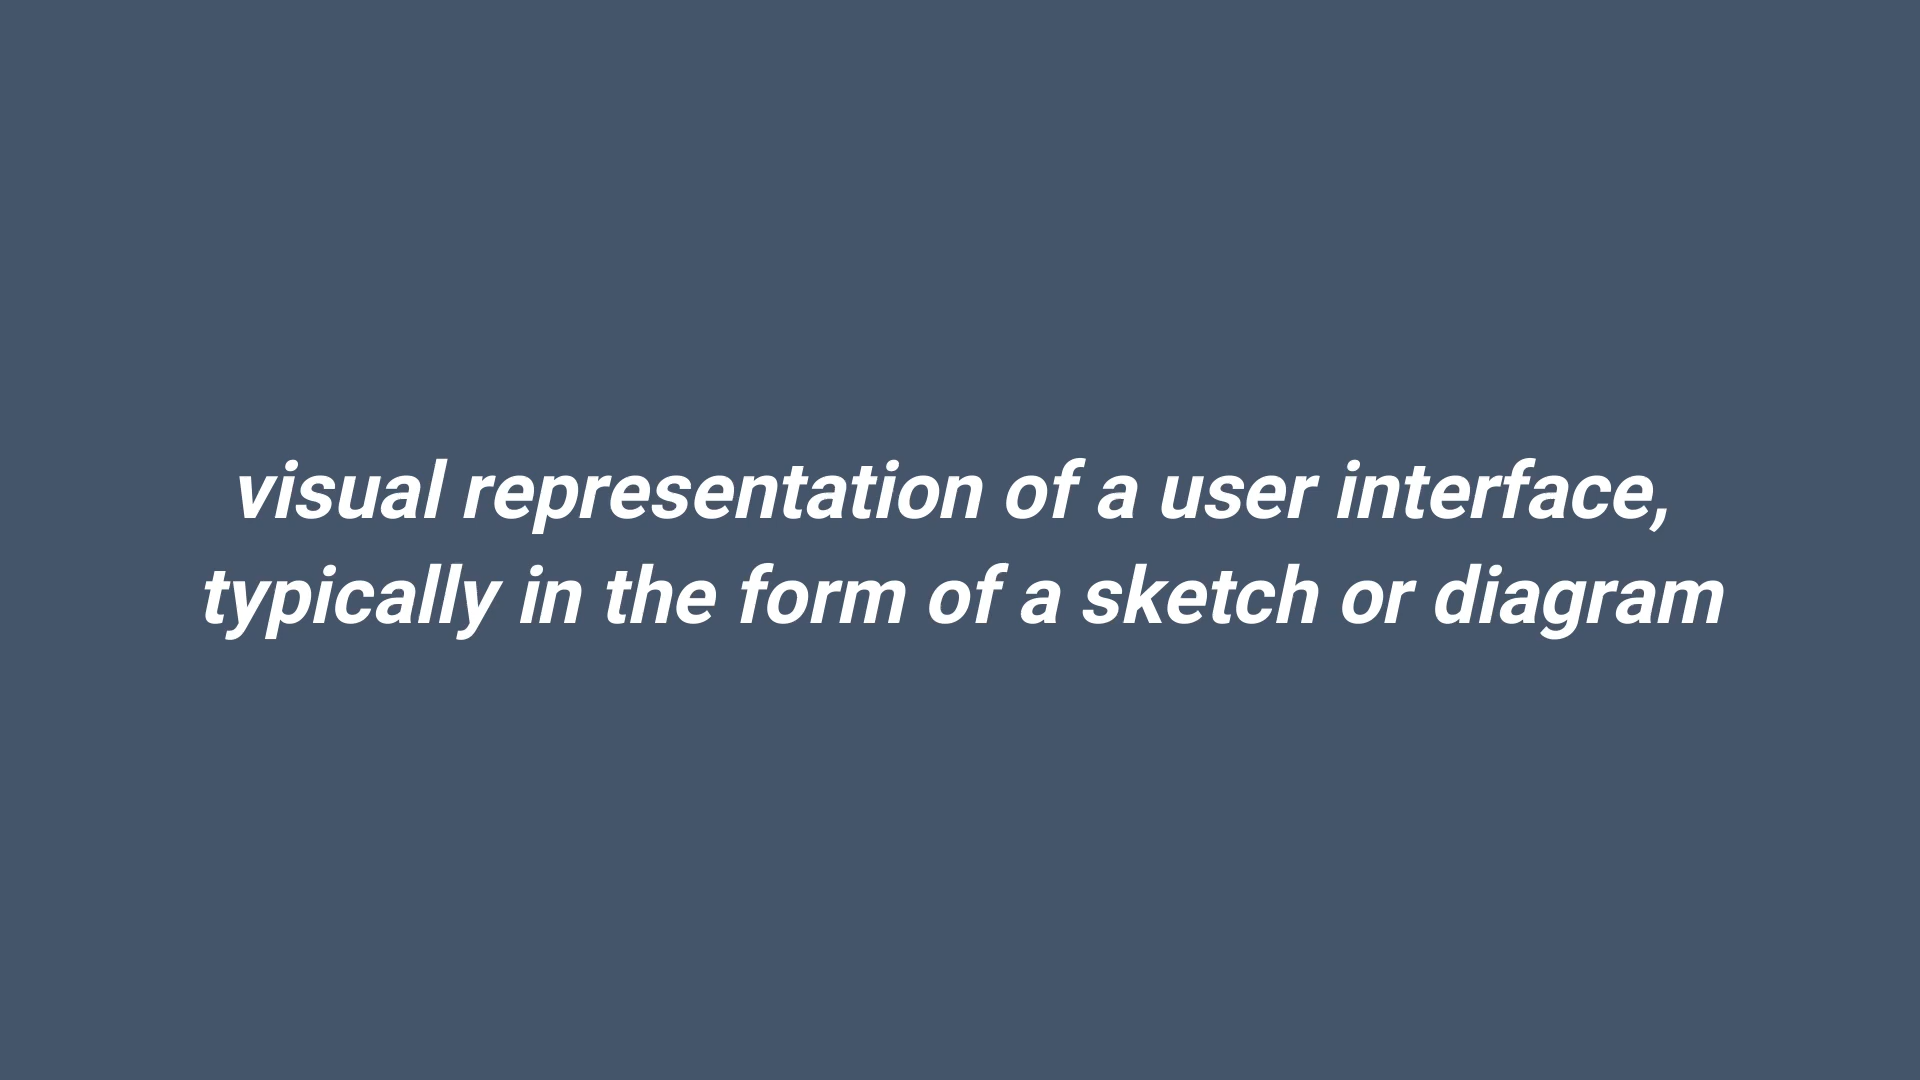 visual representation of a user interface,
typically in the form of a sketch or diagram